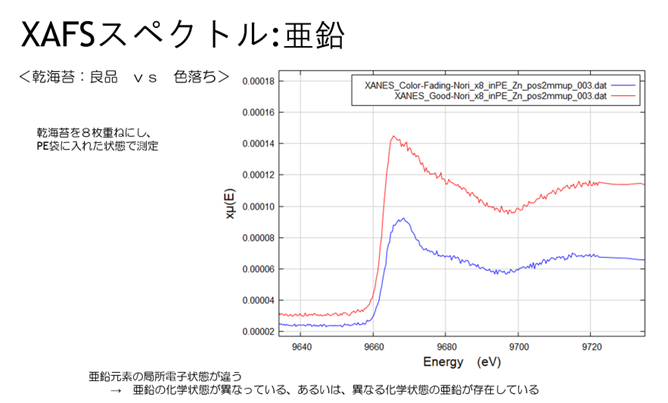 XAFSスペクトル:亜鉛
＜乾海苔：良品　ｖｓ　色落ち＞
乾海苔を８枚重ねにし、
PE袋に入れた状態で測定
XANES_Color-Fading-Nori_x8_inPE_Zn_pos2mmup_003.dat
XANES_Good-Nori_x8_inPE_Zn_pos2mmup_003.dat
0.00018
0.00016
0.00014
0.00012
0.00010
0.00008
0.00006
0.00004
0.00002
xμ(E)
9640
9660
9680
9700
9720
Energy (eV)
亜鉛元素の局所電子状態が違う
→　亜鉛の化学状態が異なっている、あるいは、異なる化学状態の亜鉛が存在している